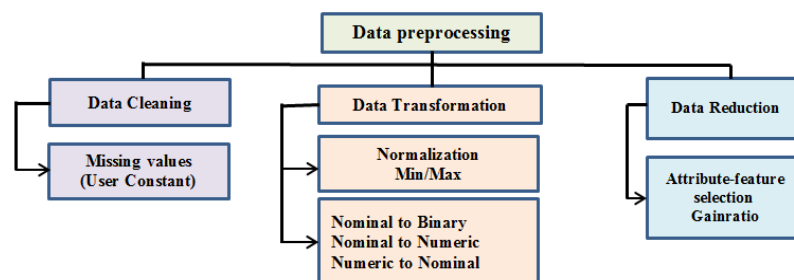 Data preprocessing
Data Cleaning
Data Transformation
Data Reduction
Missing values
(User Constant)
Normalization
Min/Max
Attribute-feature
selection
Gainratio
Nominal to Binary
Nominal to Numeric
Numeric to Nominal